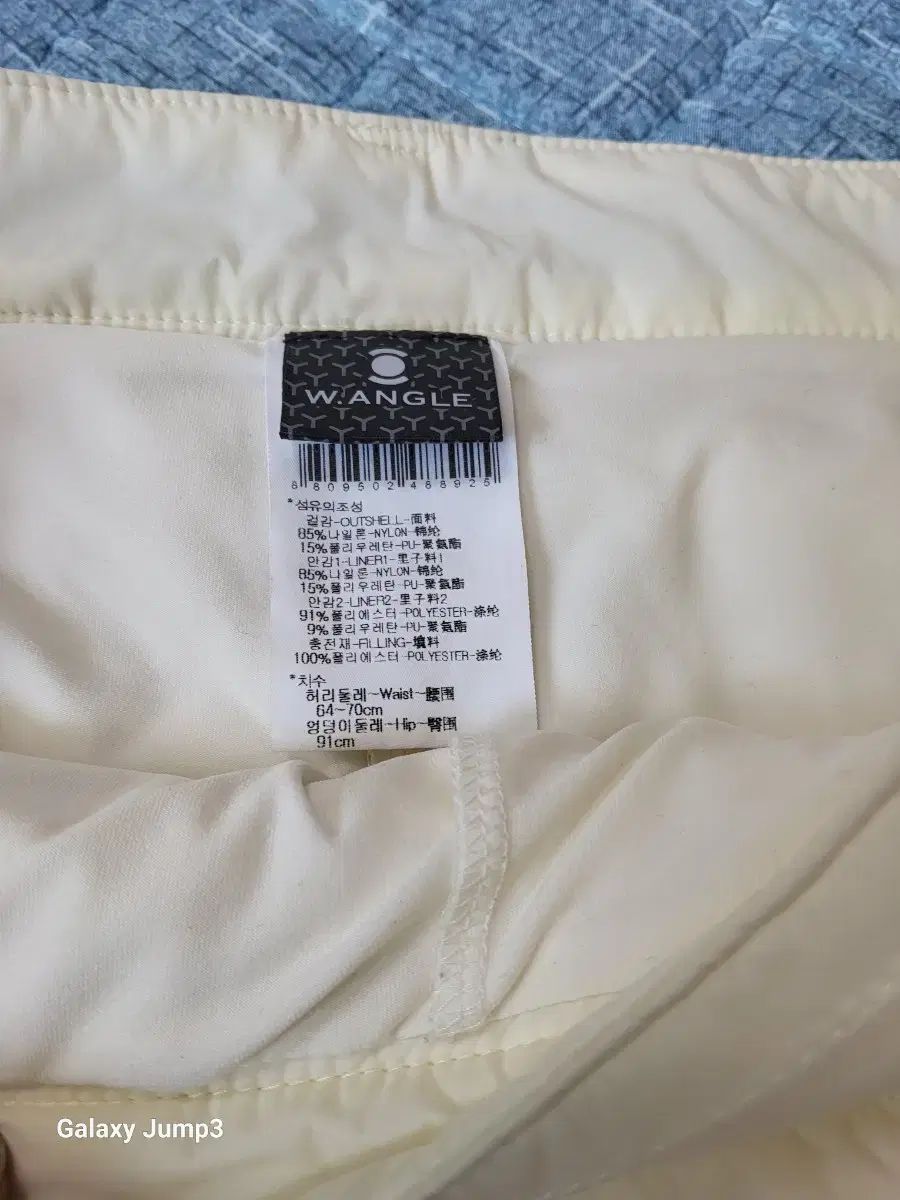 W.ANGLE
8 809502 468925
*섬유의조성
겉감-OUTSHELL-面料
85%나일론-NYLON-锦纶
15%폴리우레탄-PU-聚氨酯
안감1-LINER1-里子料1
85%나일론-NYLON-锦纶
15%폴리우레탄-PU-聚氨酯
안감2-LINER2-里子料2
91%폴리에스터-POLYESTER-涤纶
9%폴리우레탄-PU-聚氨酯
충전재-FILLING-填料
100%폴리에스터-POLYESTER-涤纶
*치수
허리둘레-Waist-腰围
64~70cm
엉덩이둘레-Hip-臀围
91cm
Galaxy Jump3